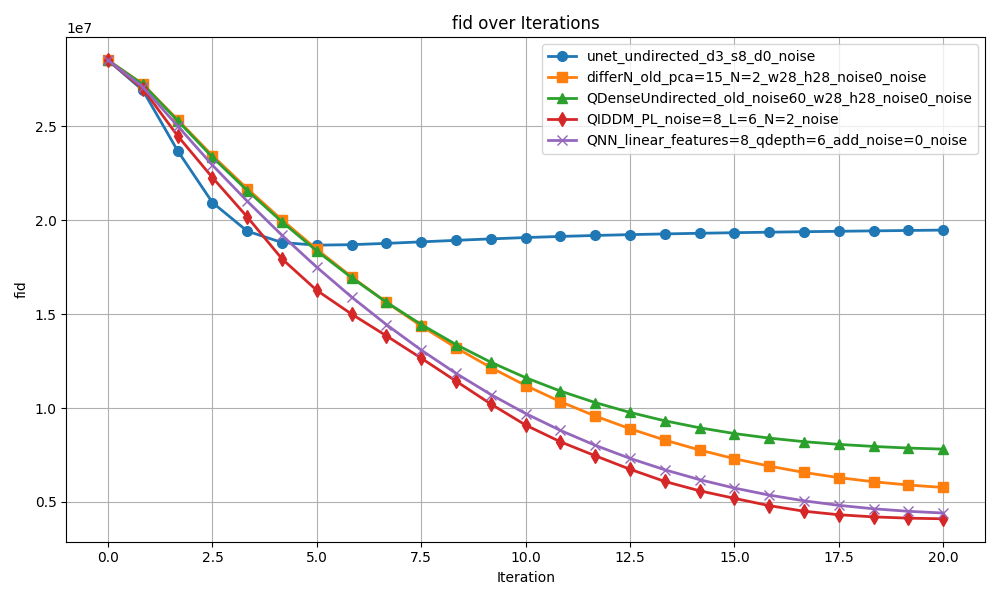 fid over Iterations
1e7
unet_undirected_d3_s8_d0_noise
differN_old_pca=15_N=2_w28_h28_noise0_noise
QDenseUndirected_old_noise60_w28_h28_noise0_noise
QIDDM_PL_noise=8_L=6_N=2_noise
QNN_linear_features=8_qdepth=6_add_noise=0_noise
2.5
2.0
1.5
1.0
0.5
fid
0.0 2.5 5.0 7.5 10.0 12.5 15.0 17.5 20.0
Iteration